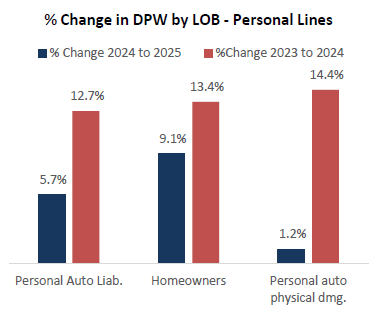 % Change in DPW by LOB - Personal Lines
% Change 2024 to 2025 %Change 2023 to 2024
5.7%
12.7%
9.1%
13.4%
1.2%
14.4%
Personal Auto Liab.
Homeowners
Personal auto
physical dmg.